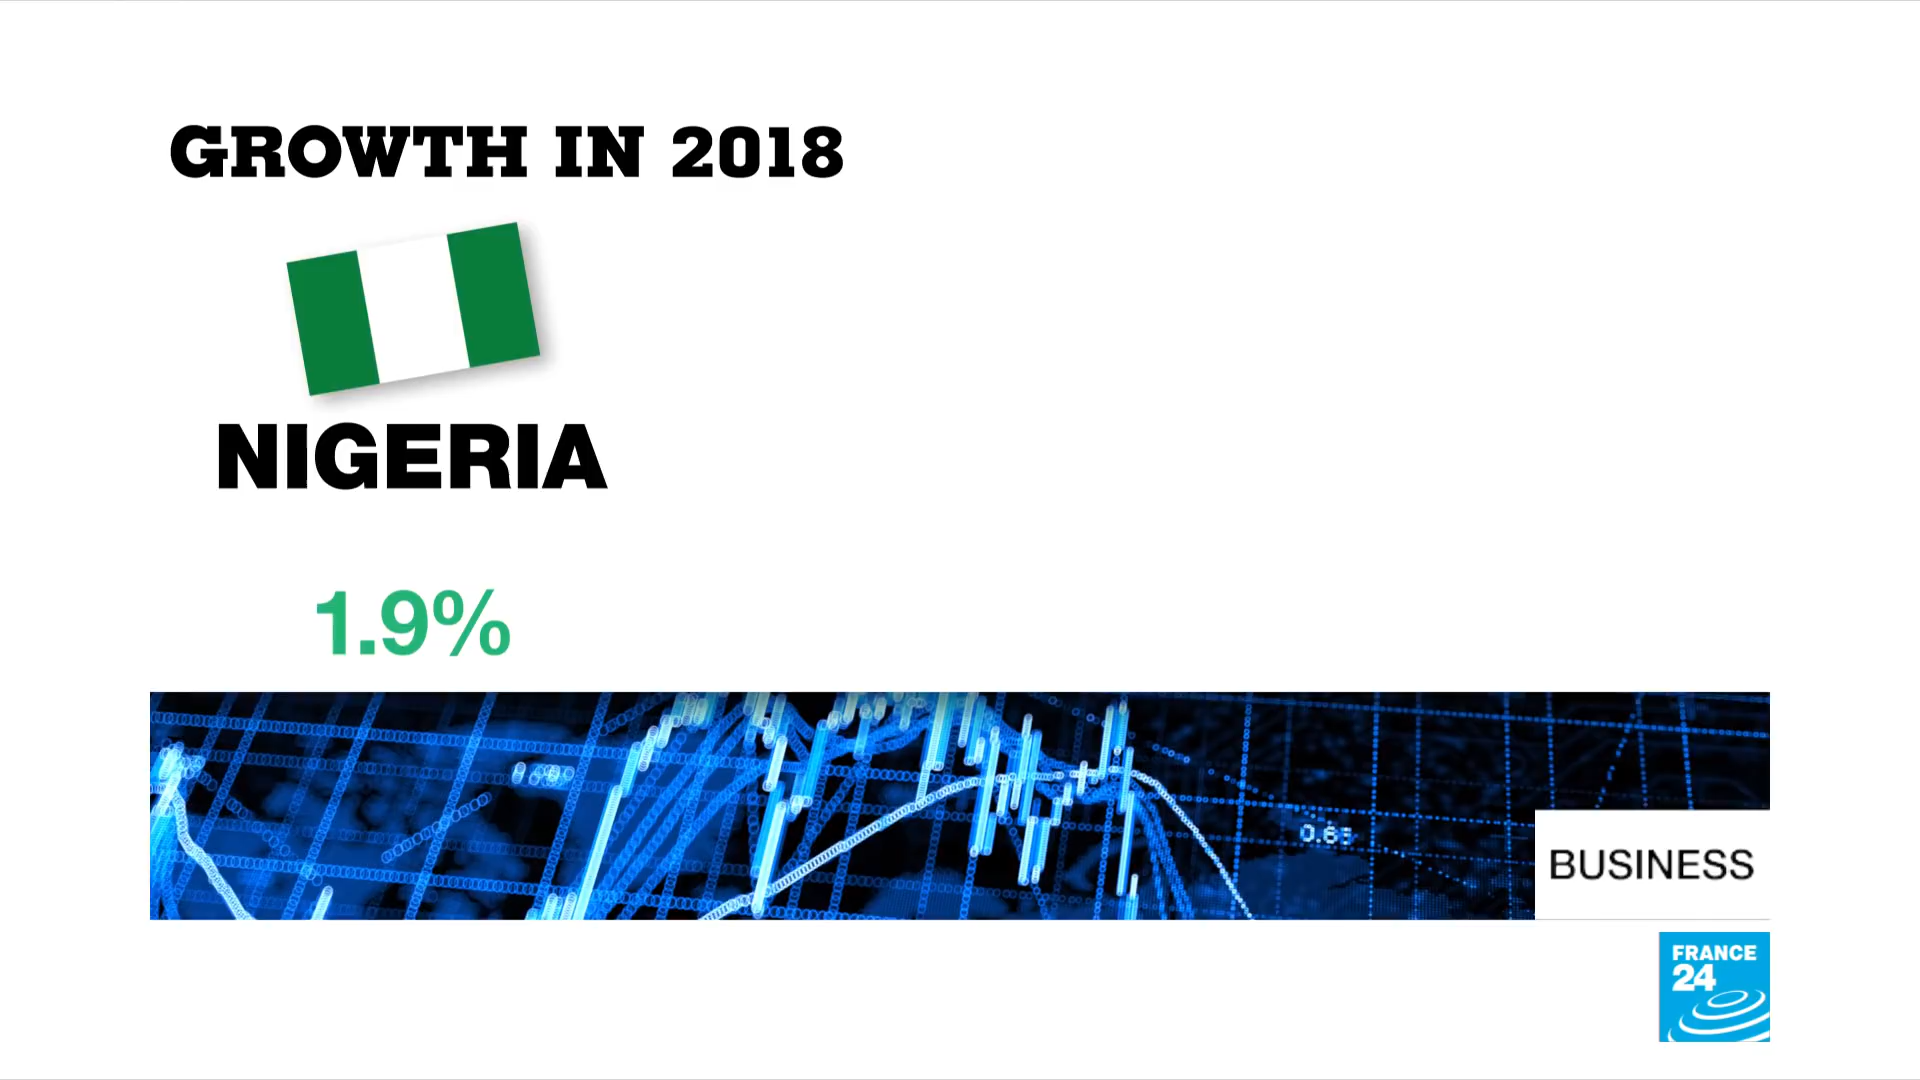 GROWTH IN 2018
NIGERIA
1.9%
BUSINESS
FRANCE
24